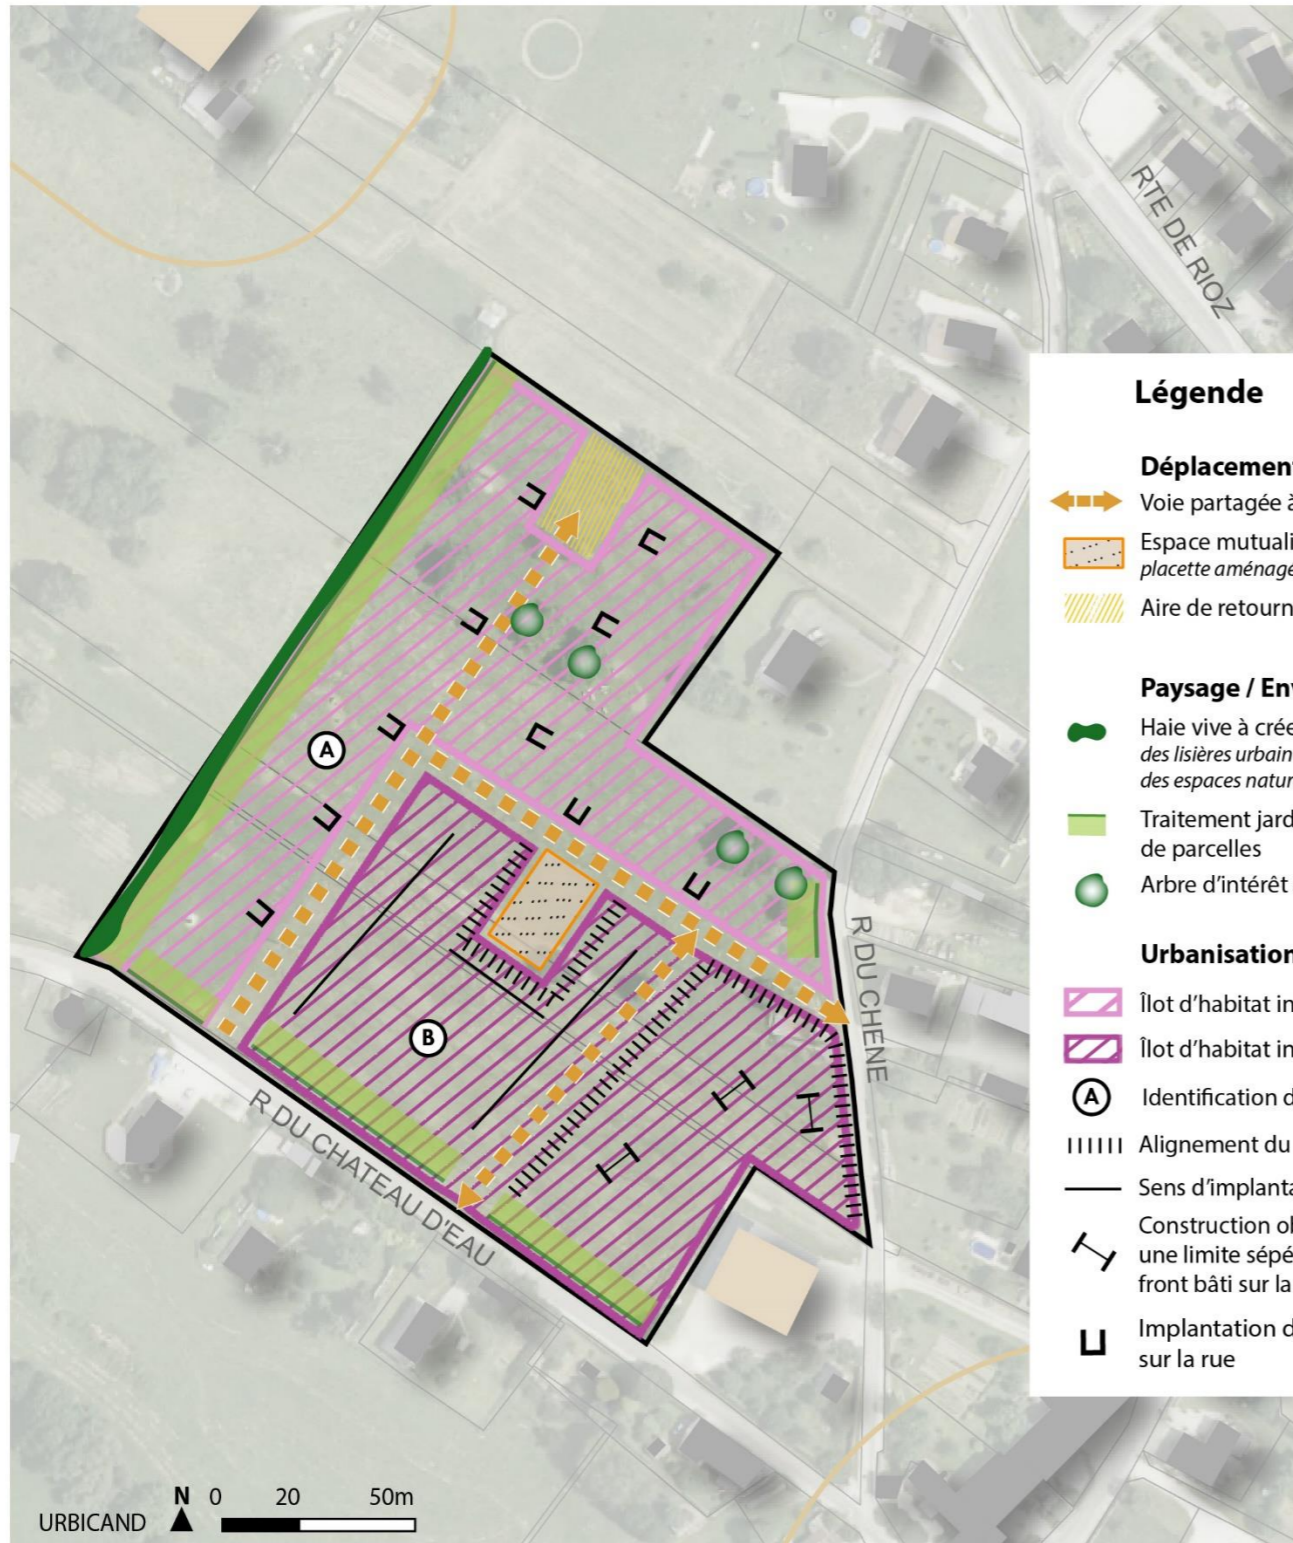 RTE DE RIOZ
Légende
Déplacement
Voie partagée à
Espace mutuali
placette aménagé
Aire de retourn
Paysage / Env
Haie vive à crée
des lisières urbain
des espaces natur
Traitement jard
de parcelles
Arbre d'intérêt
Urbanisation
Îlot d'habitat in
Îlot d'habitat in
A
Identification d
Alignement du
Sens d'implanta
Construction ob
une limite sépé
front bâti sur la
Implantation d
sur la rue
A
B
R DU CHENE
R DU CHATEAU D'EAU
N 0 20 50m
URBICAND